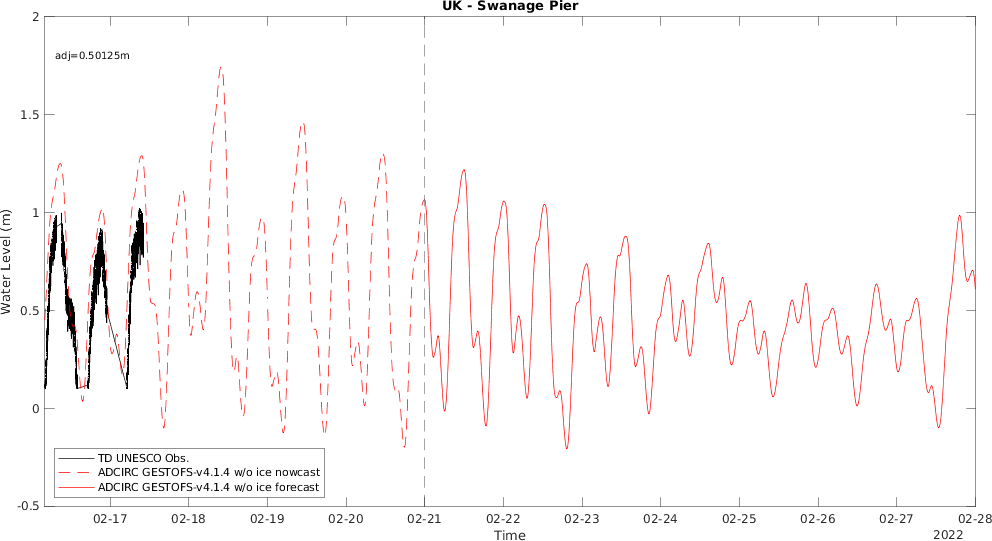 UK - Swanage Pier
adj=0.50125m
2
1.5
1
0.5
0
-0.5
Water Level (m)
TD UNESCO Obs.
ADCIRC GESTOFS-v4.1.4 w/o ice nowcast
ADCIRC GESTOFS-v4.1.4 w/o ice forecast
02-17 02-18 02-19 02-20 02-21 02-22 02-23 02-24 02-25 02-26 02-27 02-28
Time
2022